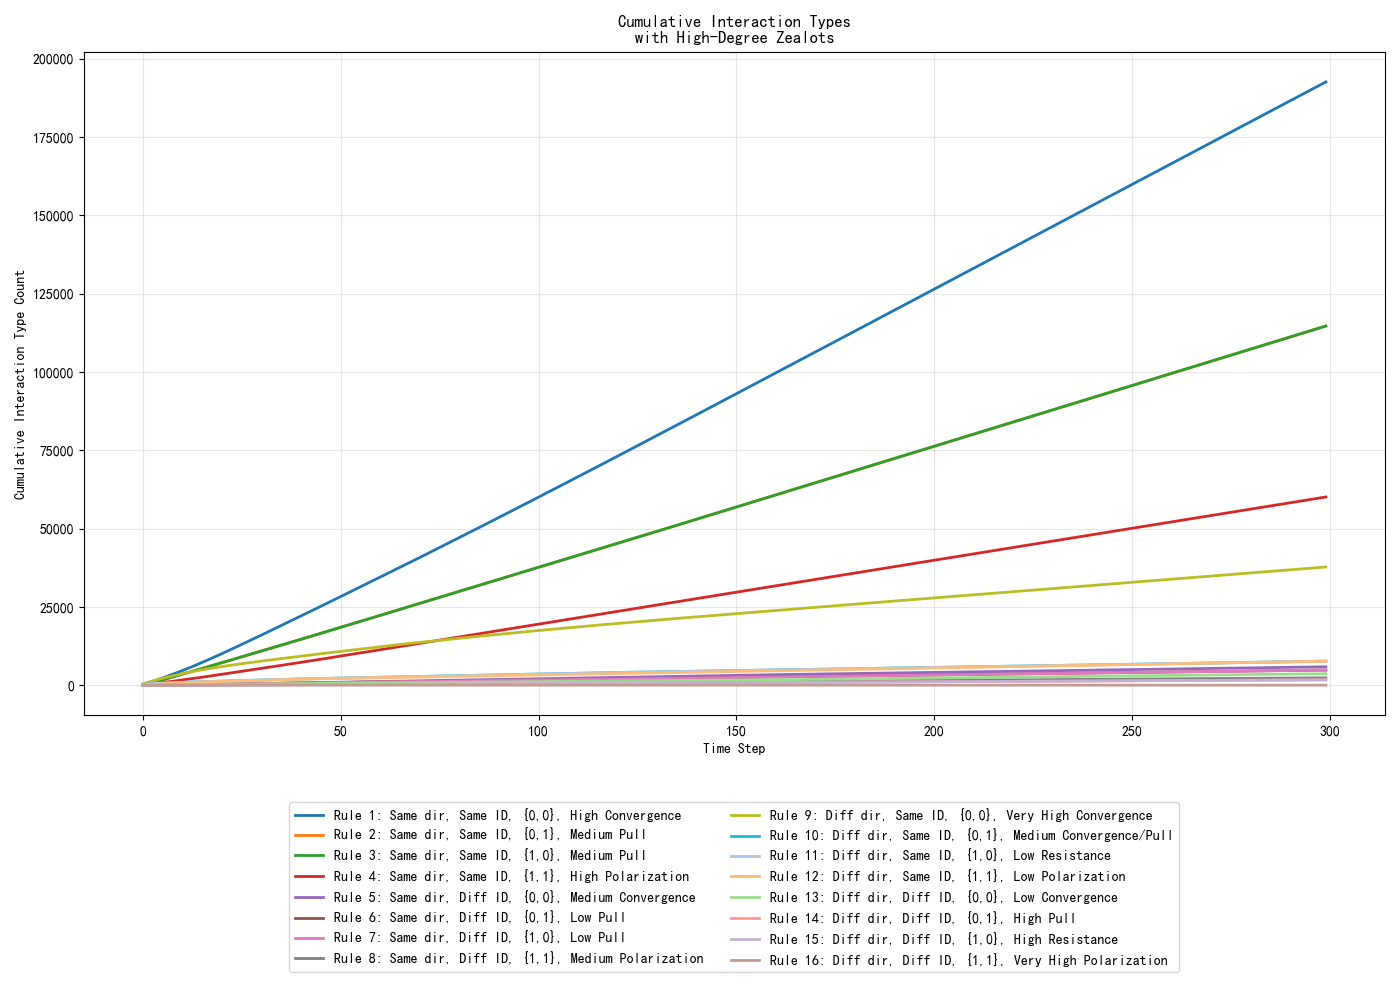 Cumulative Interaction Types
with High-Degree Zealots
Cumulative Interaction Type Count
200000
175000
150000
125000
100000
75000
50000
25000
0
0 50 100 150 200 250 300
Time Step
Rule 1: Same dir, Same ID, {0,0}, High Convergence
Rule 2: Same dir, Same ID, {0,1}, Medium Pull
Rule 3: Same dir, Same ID, {1,0}, Medium Pull
Rule 4: Same dir, Same ID, {1,1}, High Polarization
Rule 5: Same dir, Diff ID, {0,0}, Medium Convergence
Rule 6: Same dir, Diff ID, {0,1}, Low Pull
Rule 7: Same dir, Diff ID, {1,0}, Low Pull
Rule 8: Same dir, Diff ID, {1,1}, Medium Polarization
Rule 9: Diff dir, Same ID, {0,0}, Very High Convergence
Rule 10: Diff dir, Same ID, {0,1}, Medium Convergence/Pull
Rule 11: Diff dir, Same ID, {1,0}, Low Resistance
Rule 12: Diff dir, Same ID, {1,1}, Low Polarization
Rule 13: Diff dir, Diff ID, {0,0}, Low Convergence
Rule 14: Diff dir, Diff ID, {0,1}, High Pull
Rule 15: Diff dir, Diff ID, {1,0}, High Resistance
Rule 16: Diff dir, Diff ID, {1,1}, Very High Polarization